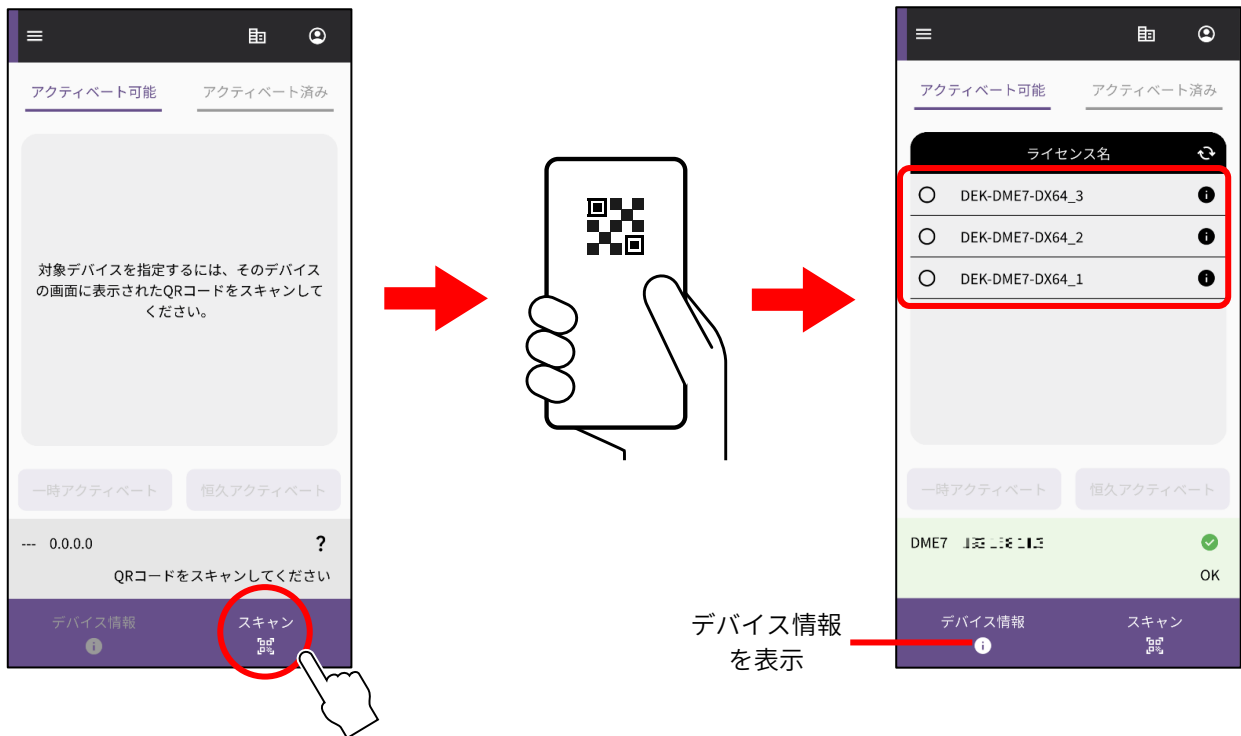 アクティベート可能
アクティベート済み
対象デバイスを指定するには、そのデバイス
の画面に表示されたQRコードをスキャンして
ください。
一時アクティベート
恒久アクティベート
--- 0.0.0.0
?
QRコードをスキャンしてください
デバイス情報
スキャン
アクティベート可能
アクティベート済み
ライセンス名
DEK-DME7-DX64_3
DEK-DME7-DX64_2
DEK-DME7-DX64_1
一時アクティベート
恒久アクティベート
DME7
OK
デバイス情報
スキャン
デバイス情報
を表示